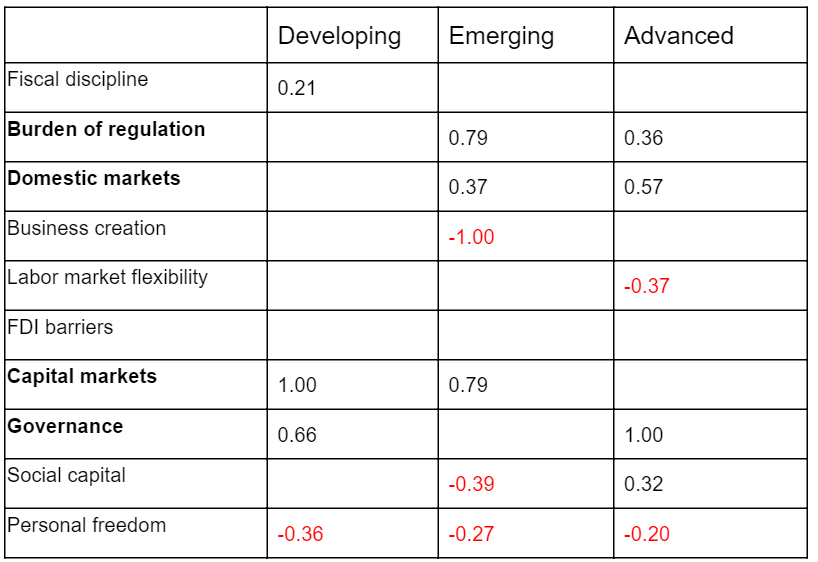 Developing Emerging Advanced
Fiscal discipline 0.21
Burden of regulation 0.79 0.36
Domestic markets 0.37 0.57
Business creation -1.00
Labor market flexibility -0.37
FDI barriers
Capital markets 1.00 0.79
Governance 0.66 1.00
Social capital -0.39 0.32
Personal freedom -0.36 -0.27 -0.20